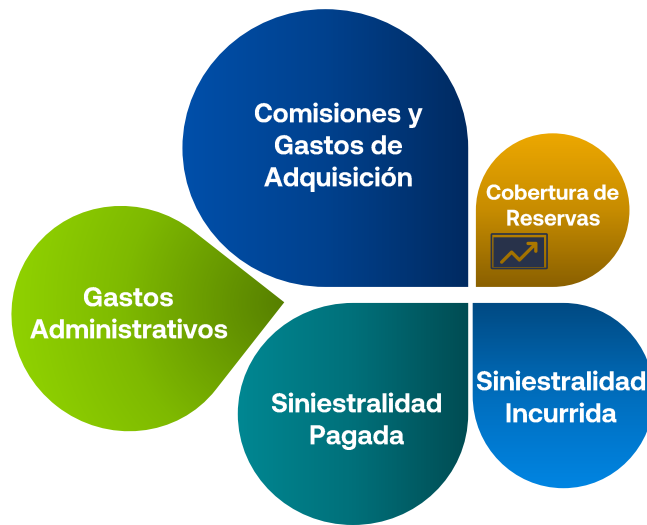 Comisiones y
Gastos de
Adquisición
Cobertura de
Reservas
Gastos
Administrativos
Siniestralidad
Pagada
Siniestralidad
Incurrida